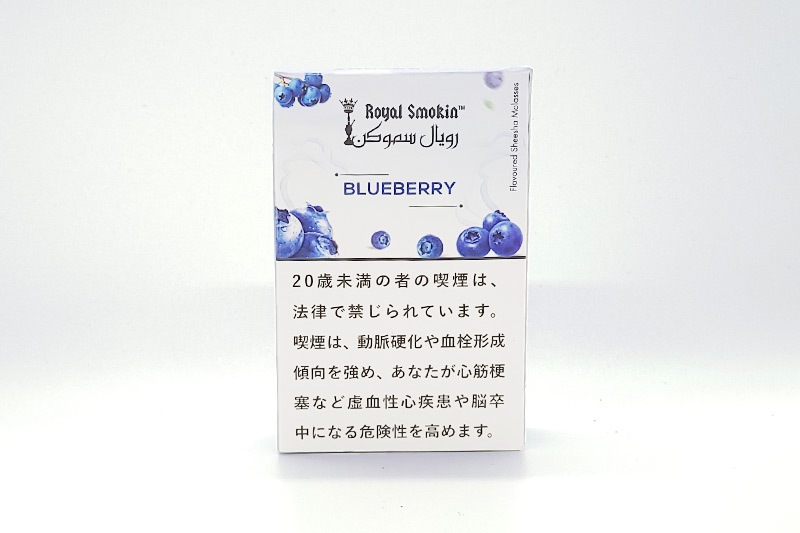 Royal Smokin™
رويال سموكن
BLUEBERRY
Flavoured Sheesha Molasses
20歳未満の者の喫煙は、
法律で禁じられています。
喫煙は、動脈硬化や血栓形成
傾向を強め、あなたが心筋梗
塞など虚血性心疾患や脳卒
中になる危険性を高めます。